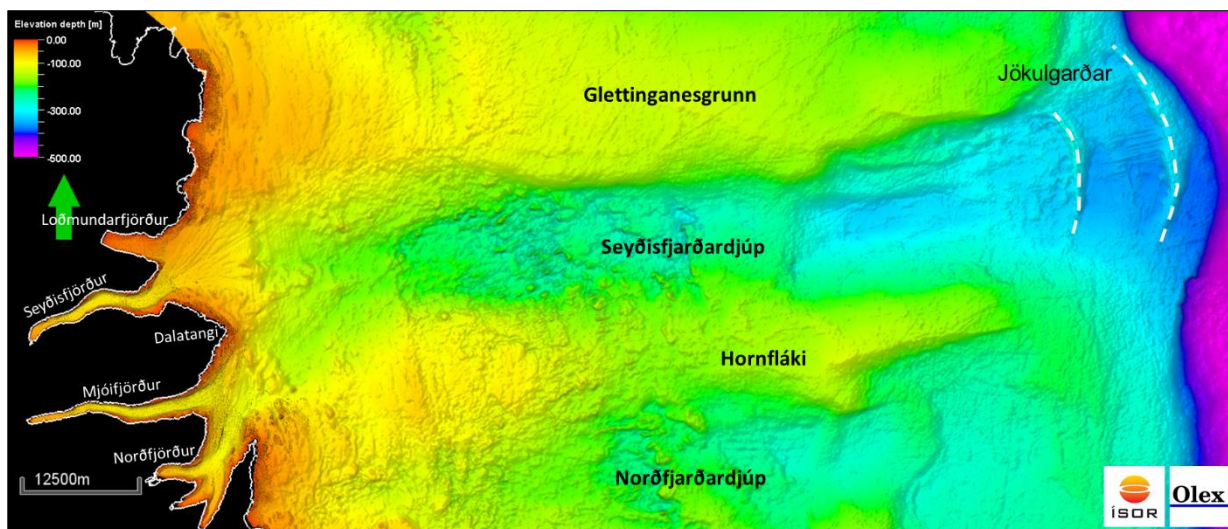 Elevation depth [m]
0.00
-100.00
-300.00
-500.00
Jökulgarðar
Glettinganesgrunn
Loðmundarfjörður
Seyðisfjarðardjúp
Seyðisfjörður
Dalatangi
Hornfláki
Mjóifjörður
Norðfjörður
Norðfjarðardjúp
12500m
ÍSOR
Olex